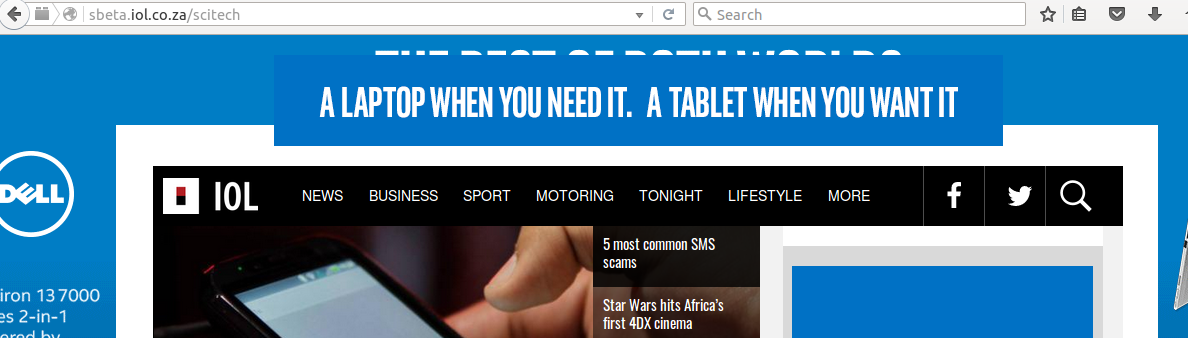 sbeta.iol.co.za/scitech
Search
THE BEST OF BOTH WORLDS
A LAPTOP WHEN YOU NEED IT. A TABLET WHEN YOU WANT IT
DELL
IOL
NEWS
BUSINESS
SPORT
MOTORING
TONIGHT
LIFESTYLE
MORE
5 most common SMS
scams
Star Wars hits Africa's
first 4DX cinema
iron 13 7000
es 2-in-1
ered by